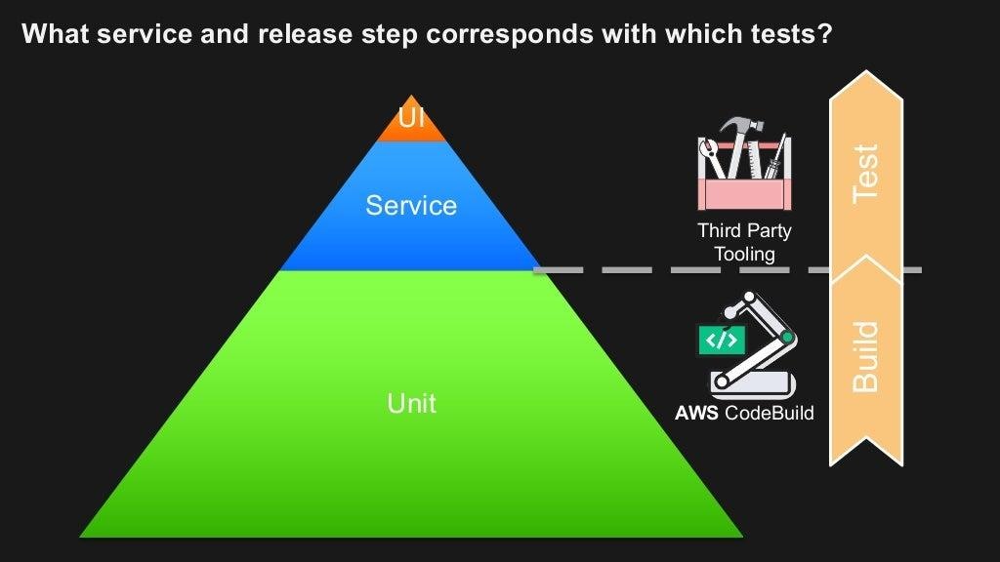 What service and release step corresponds with which tests?
UI
Service
Unit
Third Party
Tooling
</>
AWS CodeBuild
Test
Build